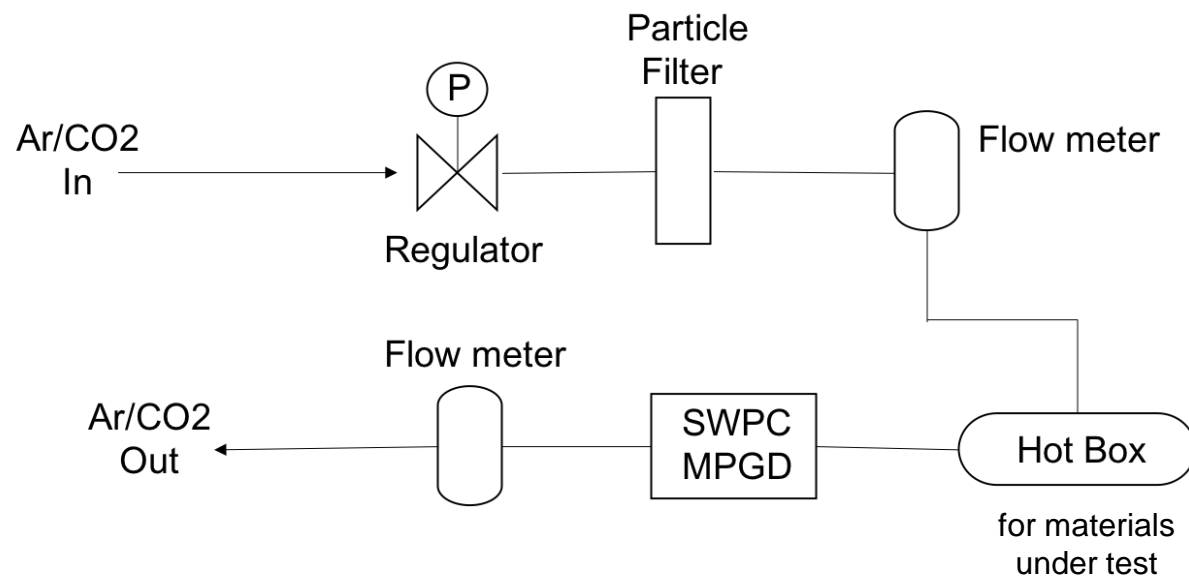 Particle
Filter
P
Ar/CO2
In
Flow meter
Regulator
Flow meter
Ar/CO2
Out
SWPC
MPGD
Hot Box
for materials
under test